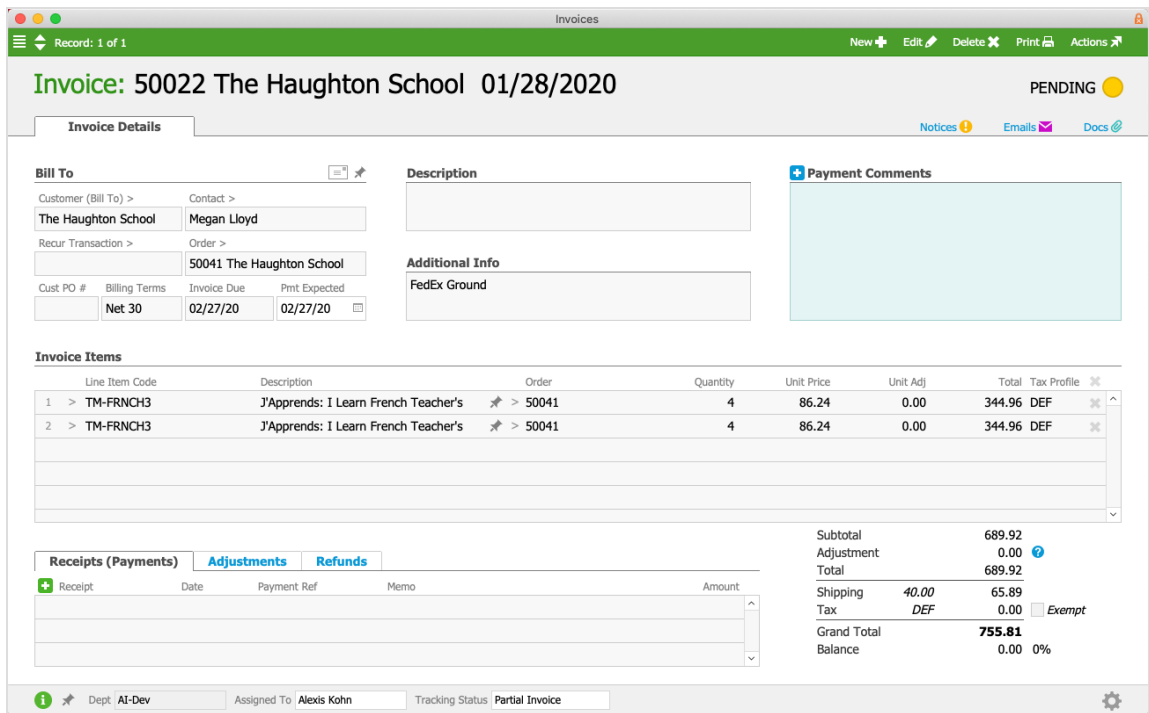 Invoices
Record: 1 of 1 New Edit Delete Print Actions
Invoice: 50022 The Haughton School 01/28/2020
PENDING
Invoice Details Notices Emails Docs
Bill To
Customer (Bill To) > Contact >
The Haughton School Megan Lloyd
Recur Transaction > Order >
50041 The Haughton School
Cust PO # Billing Terms Invoice Due Pmt Expected
Net 30 02/27/20 02/27/20
Description
Additional Info
FedEx Ground
Payment Comments
Invoice Items
Line Item Code Description Order Quantity Unit Price Unit Adj Total Tax Profile
1 > TM-FRNCH3 J'Apprends: I Learn French Teacher's > 50041 4 86.24 0.00 344.96 DEF
2 > TM-FRNCH3 J'Apprends: I Learn French Teacher's > 50041 4 86.24 0.00 344.96 DEF
Receipts (Payments) Adjustments Refunds
Receipt Date Payment Ref Memo Amount
Subtotal 689.92
Adjustment 0.00 ?
Total 689.92
Shipping 40.00 65.89
Tax DEF 0.00 Exempt
Grand Total 755.81
Balance 0.00 0%
Dept AI-Dev Assigned To Alexis Kohn Tracking Status Partial Invoice